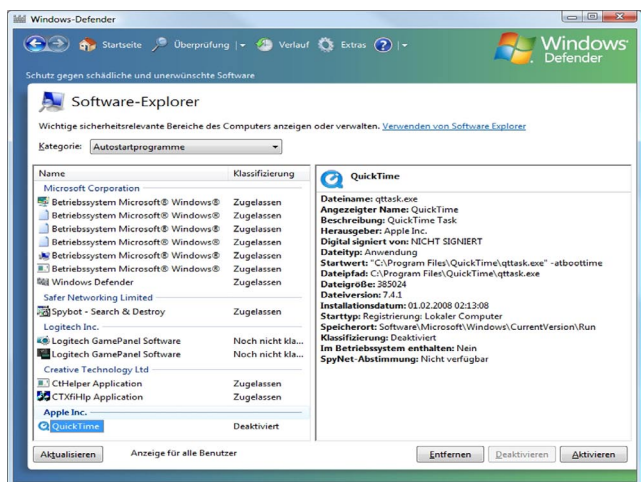 Windows-Defender
Startseite Überprüfung Verlauf Extras
Windows
Defender
Schutz gegen schädliche und unerwünschte Software
Software-Explorer
Wichtige sicherheitsrelevante Bereiche des Computers anzeigen oder verwalten. Verwenden von Software Explorer
Kategorie: Autostartprogramme
Name Klassifizierung
Microsoft Corporation
Betriebssystem Microsoft® Windows® Zugelassen
Betriebssystem Microsoft® Windows® Zugelassen
Betriebssystem Microsoft® Windows® Zugelassen
Betriebssystem Microsoft® Windows® Zugelassen
Betriebssystem Microsoft® Windows® Zugelassen
Betriebssystem Microsoft® Windows® Zugelassen
Windows Defender Zugelassen
Safer Networking Limited
Spybot - Search & Destroy Zugelassen
Logitech Inc.
Logitech GamePanel Software Noch nicht kla...
Logitech GamePanel Software Noch nicht kla...
Creative Technology Ltd
CtHelper Application Zugelassen
CTXfiHlp Application Zugelassen
Apple Inc.
QuickTime Deaktiviert
QuickTime
Dateiname: qttask.exe
Angezeigter Name: QuickTime
Beschreibung: QuickTime Task
Herausgeber: Apple Inc.
Digital signiert von: NICHT SIGNIERT
Dateityp: Anwendung
Startwert: "C:\Program Files\QuickTime\qttask.exe" -atboottime
Dateipfad: C:\Program Files\QuickTime\qttask.exe
Dateigröße: 385024
Dateiversion: 7.4.1
Installationsdatum: 01.02.2008 02:13:08
Starttyp: Registrierung: Lokaler Computer
Speicherort: Software\Microsoft\Windows\CurrentVersion\Run
Klassifizierung: Deaktiviert
Im Betriebssystem enthalten: Nein
SpyNet-Abstimmung: Nicht verfügbar
Aktualisieren Anzeige für alle Benutzer Entfernen Deaktivieren Aktivieren